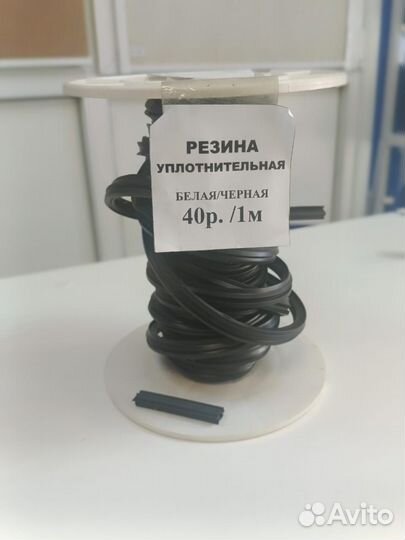 РЕЗИНА
УПЛОТНИТЕЛЬНАЯ
БЕЛАЯ/ЧЕРНАЯ
40р. /1м
Avito